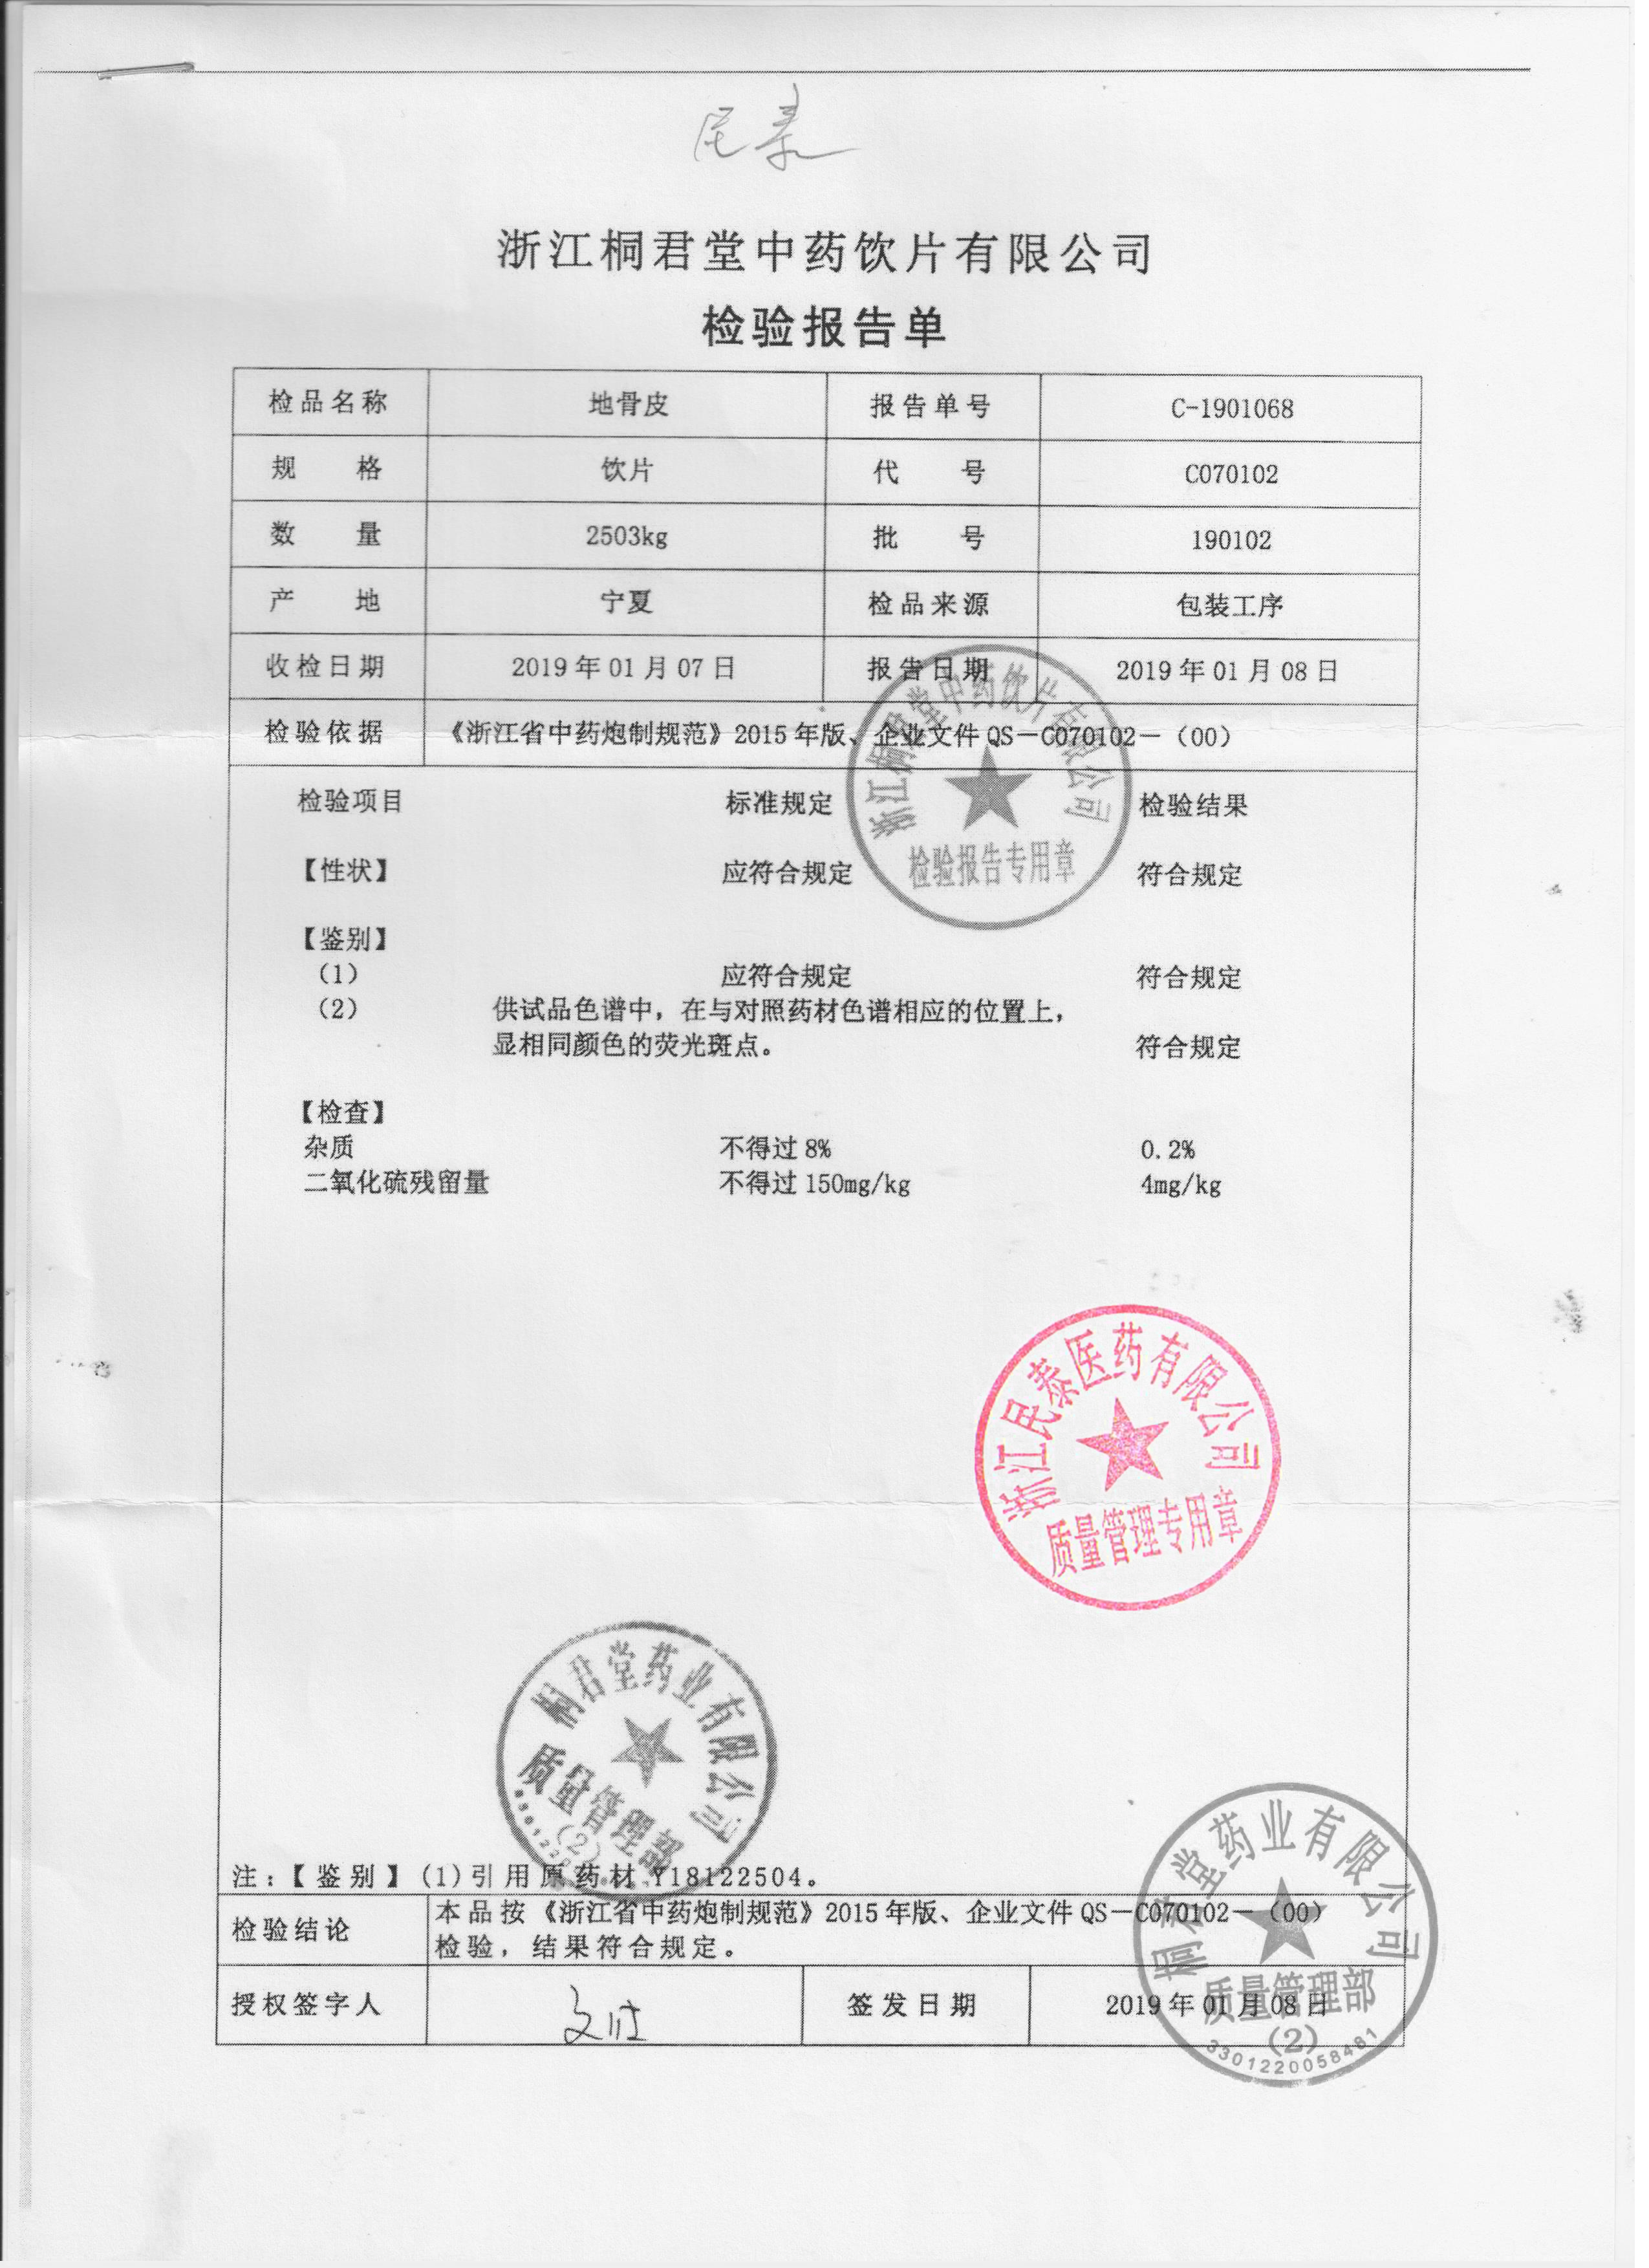 民泰
浙江桐君堂中药饮片有限公司
检验报告单
检品名称 地骨皮 报告单号 C-1901068
规 格 饮片 代 号 C070102
数 量 2503kg 批 号 190102
产 地 宁夏 检品来源 包装工序
收检日期 2019年01月07日 报告日期 2019年01月08日
检验依据 《浙江省中药炮制规范》2015年版、企业文件QS-C070102-(00)
检验项目 标准规定 检验结果
【性状】 应符合规定 符合规定
【鉴别】
(1) 应符合规定 符合规定
(2) 供试品色谱中，在与对照药材色谱相应的位置上，
显相同颜色的荧光斑点。 符合规定
【检查】
杂质 不得过8% 0.2%
二氧化硫残留量 不得过150mg/kg 4mg/kg
浙江桐君堂中药饮片有限公司
检验报告专用章
浙江民泰医药有限公司
质量管理专用章
桐君堂药业有限公司
质量管理部
(2)
注：【鉴别】(1)引用原药材 Y18122504。
检验结论 本品按《浙江省中药炮制规范》2015年版、企业文件QS-C070102-(00)
检验，结果符合规定。
授权签字人 签发日期 2019年01月08日
桐君堂药业有限公司
质量管理部
(2)
3301220058481